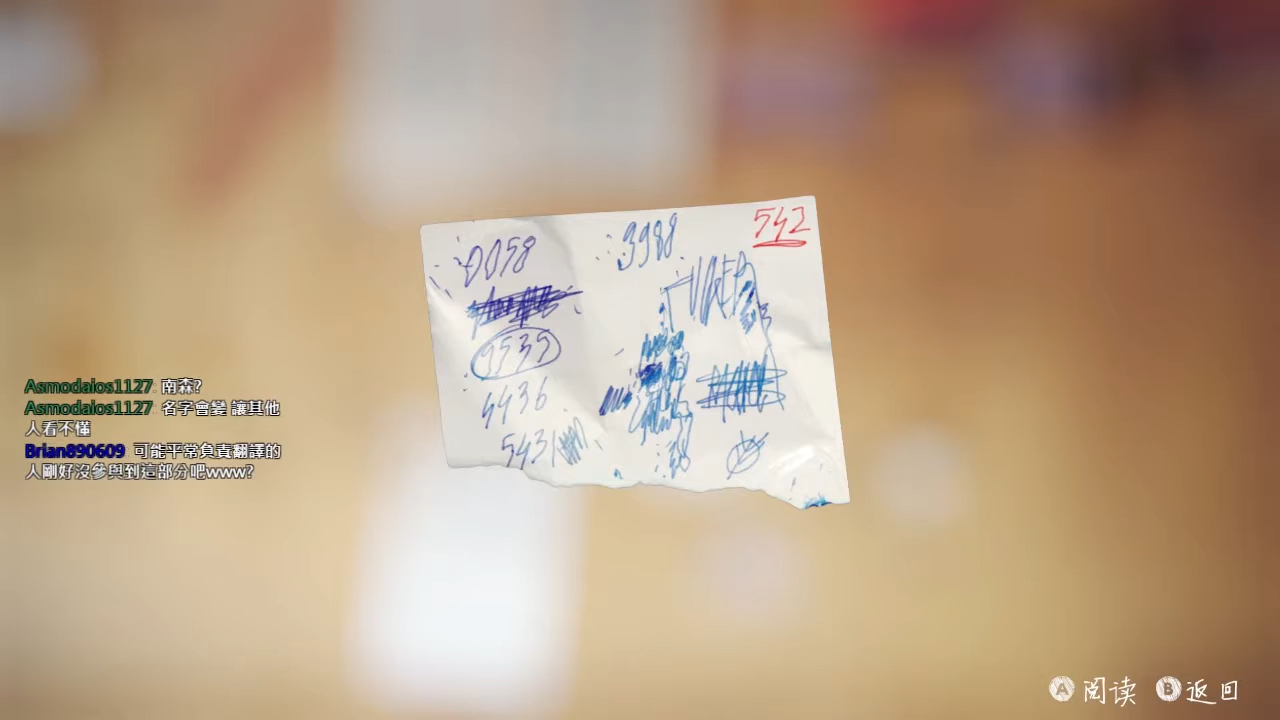 0058
3988
542
9539
4436
5431
Asmodaios1127: 南森?
Asmodaios1127: 名字會變 讓其他
人看不懂
Brian890609: 可能平常負責翻譯的
人剛好沒參與到這部分吧www?
A 阅读 B 返回